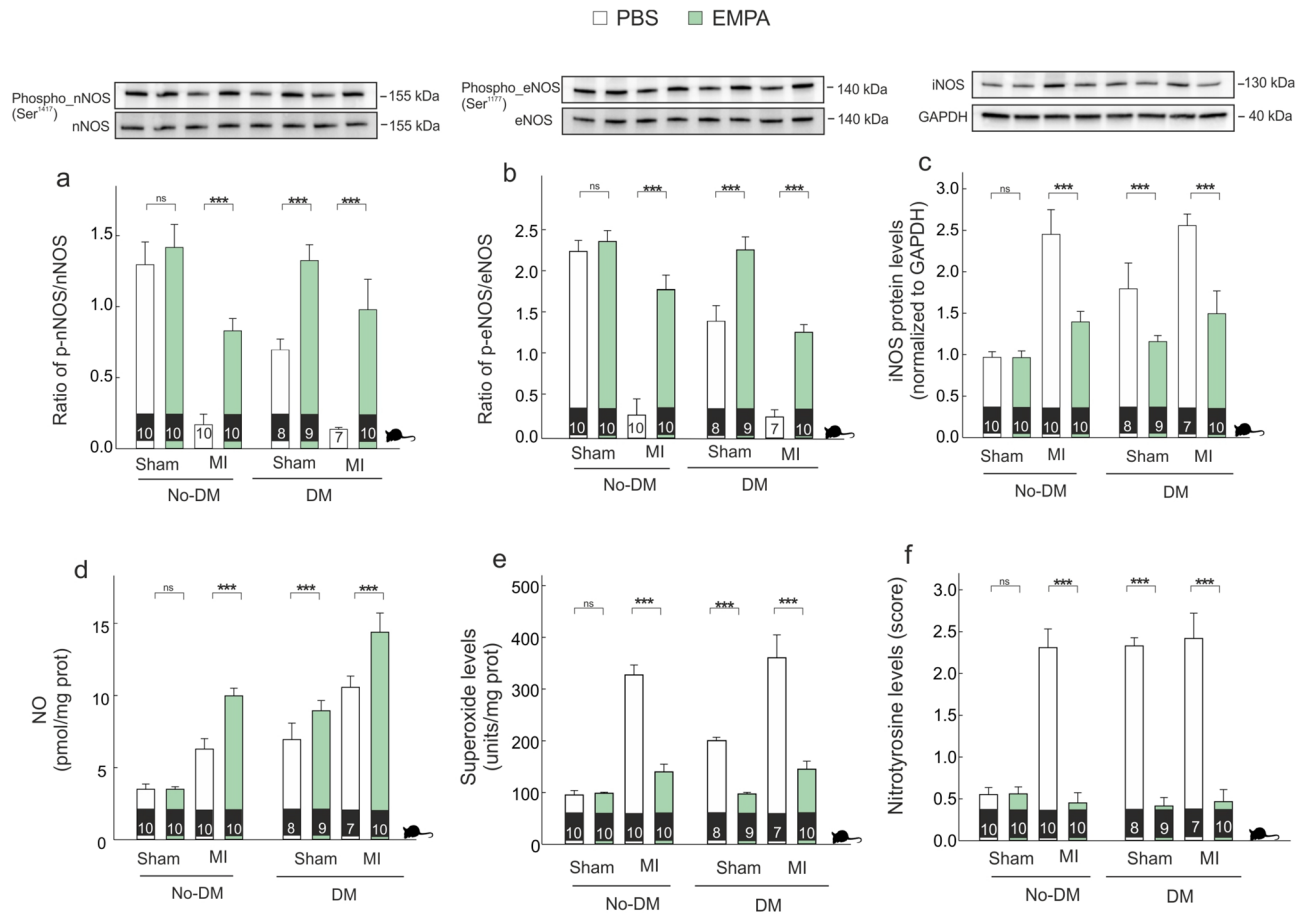 PBS EMPA
Phospho_nNOS
(Ser1417)
155 kDa
nNOS
155 kDa
Phospho_eNOS
(Ser1177)
140 kDa
eNOS
140 kDa
iNOS
130 kDa
GAPDH
40 kDa
a
Ratio of p-nNOS/nNOS
1.5
1.0
0.5
0.0
ns *** *** ***
10 10 10 10 8 9 7 10
Sham MI Sham MI
No-DM DM
b
Ratio of p-eNOS/eNOS
2.5
2.0
1.5
1.0
0.5
0.0
ns *** *** ***
10 10 10 10 8 9 7 10
Sham MI Sham MI
No-DM DM
c
iNOS protein levels
(normalized to GAPDH)
3.0
2.5
2.0
1.5
1.0
0.5
0.0
ns *** *** ***
10 10 10 10 8 9 7 10
Sham MI Sham MI
No-DM DM
d
NO
(pmol/mg prot)
15
10
5
0
ns *** *** ***
10 10 10 10 8 9 7 10
Sham MI Sham MI
No-DM DM
e
Superoxide levels
(units/mg prot)
500
400
300
200
100
0
ns *** *** ***
10 10 10 10 8 9 7 10
Sham MI Sham MI
No-DM DM
f
Nitrotyrosine levels (score)
3.0
2.5
2.0
1.5
1.0
0.5
0.0
ns *** *** ***
10 10 10 10 8 9 7 10
Sham MI Sham MI
No-DM DM